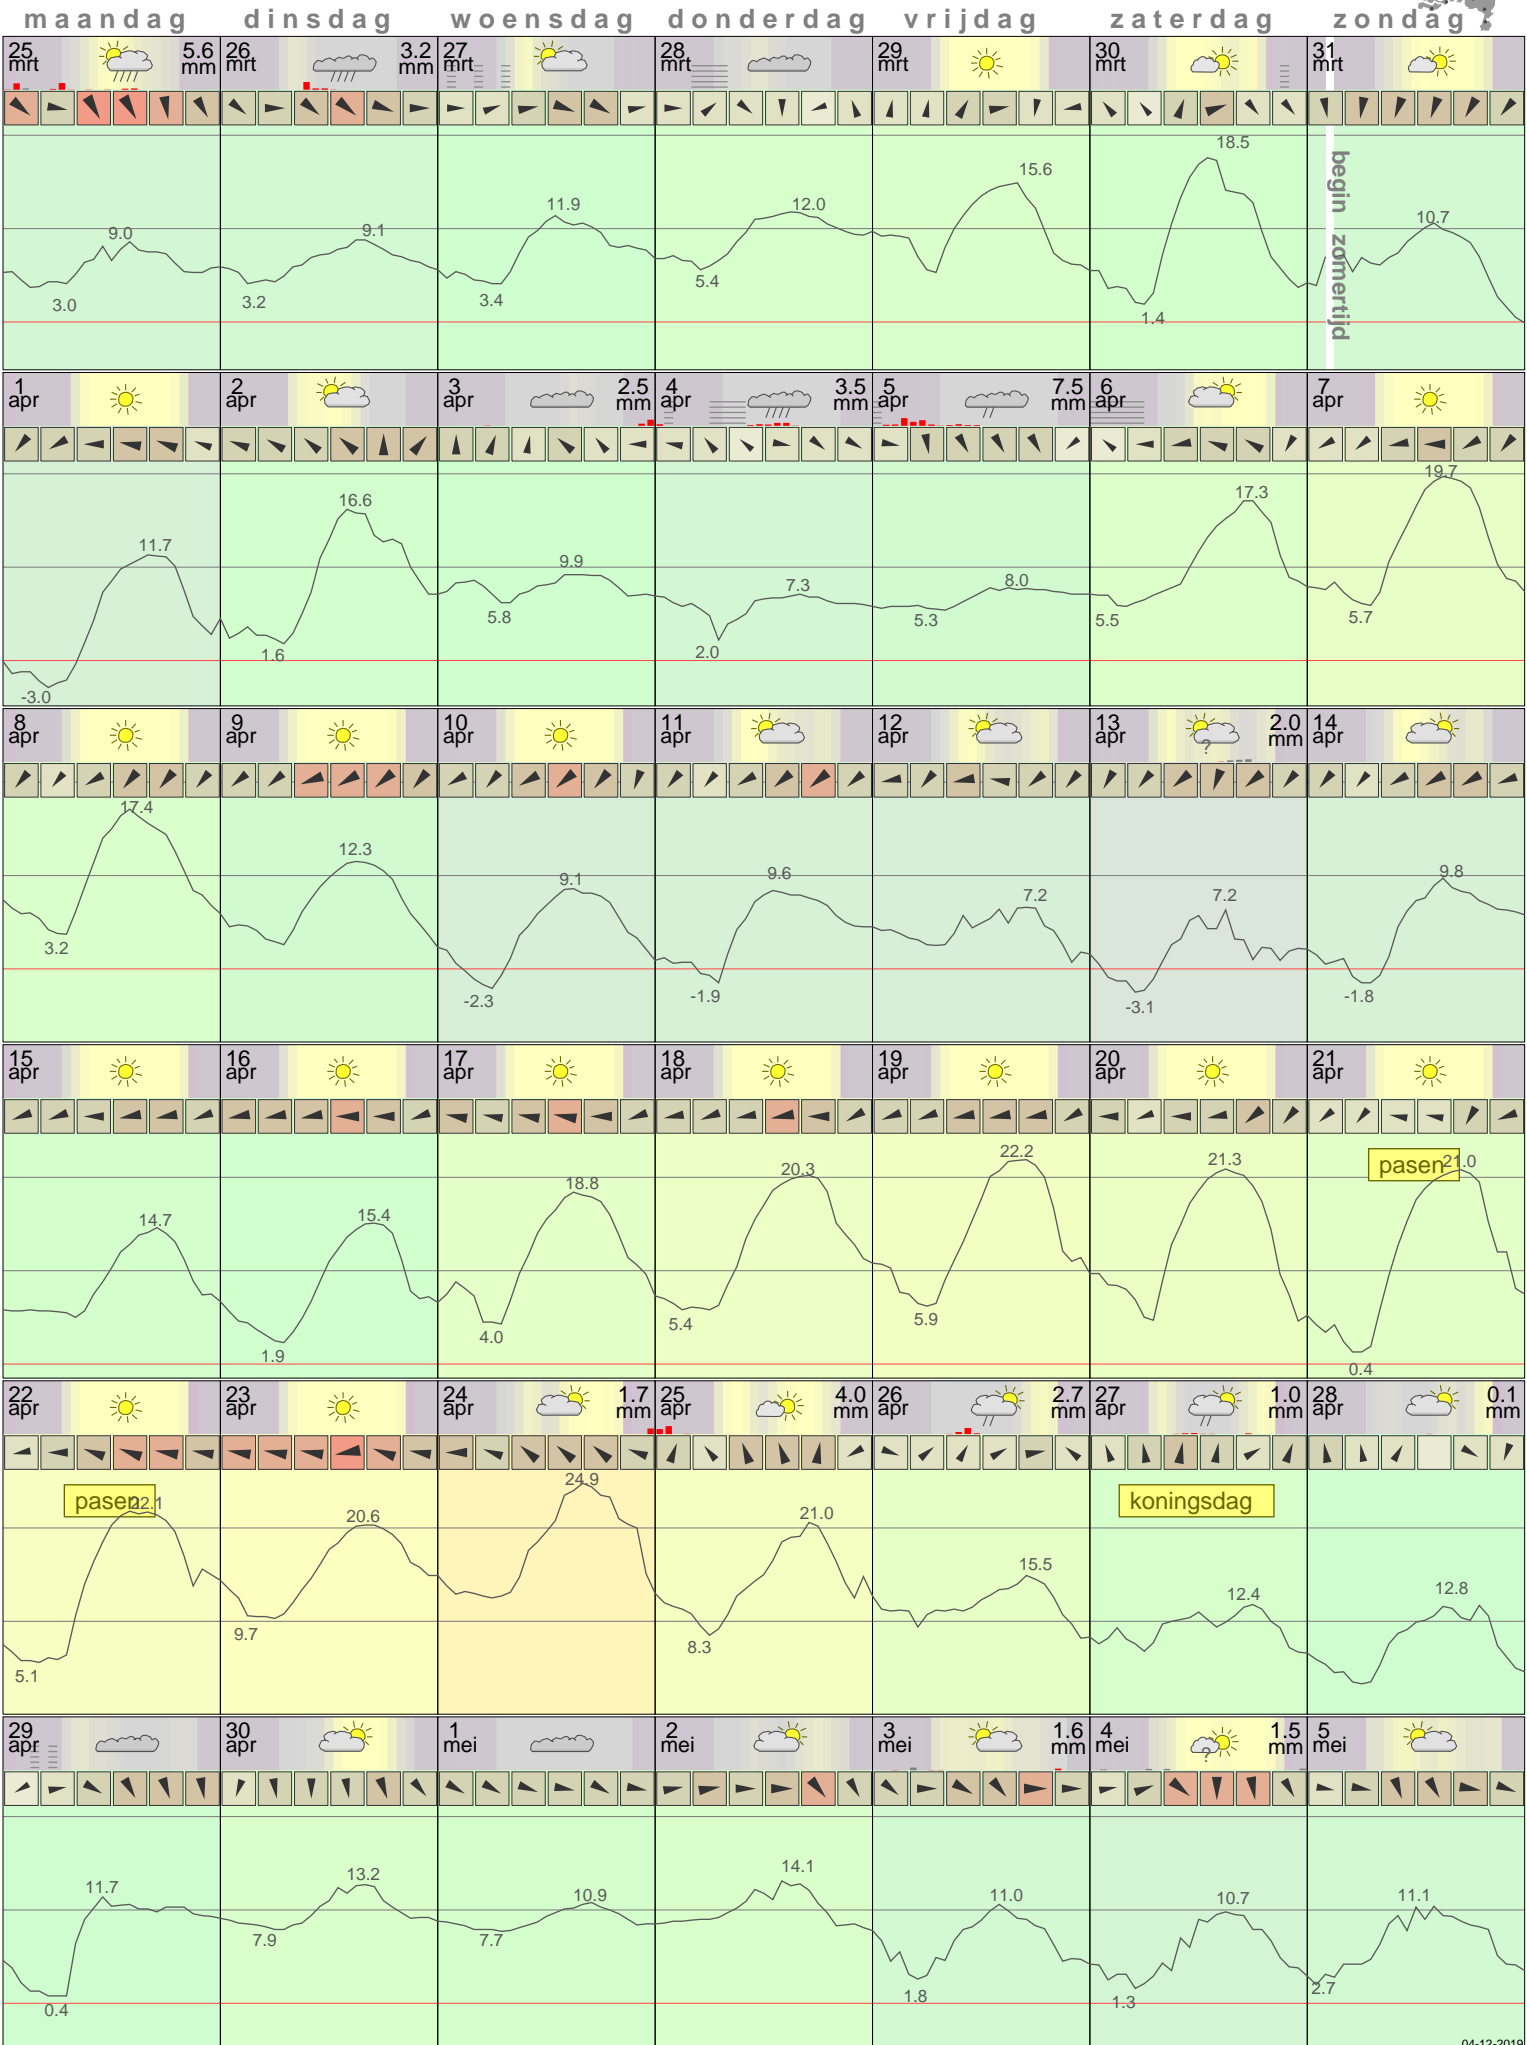 maandag dinsdag woensdag donderdag vrijdag zaterdag zondag
25 mrt 5.6 mm 26 mrt 3.2 mm 27 mrt 28 mrt 29 mrt 30 mrt 31 mrt
9.0 3.0 9.1 3.2 11.9 3.4 12.0 5.4 15.6 18.5 1.4 10.7
begin zomertijd
1 apr 2 apr 3 apr 2.5 mm 4 apr 3.5 mm 5 apr 7.5 mm 6 apr 7 apr
11.7 -3.0 16.6 1.6 9.9 5.8 7.3 2.0 8.0 5.3 17.3 5.5 19.7 5.7
8 apr 9 apr 10 apr 11 apr 12 apr 13 apr ? 2.0 mm 14 apr
17.4 3.2 12.3 9.1 -2.3 9.6 -1.9 7.2 7.2 -3.1 9.8 -1.8
15 apr 16 apr 17 apr 18 apr 19 apr 20 apr 21 apr
14.7 15.4 1.9 18.8 4.0 20.3 5.4 22.2 5.9 21.3 pasen 21.0 0.4
22 apr 23 apr 24 apr 1.7 mm 25 apr 4.0 mm 26 apr 2.7 mm 27 apr 1.0 mm 28 apr 0.1 mm
pasen 22.1 5.1 20.6 9.7 24.9 21.0 8.3 15.5 koningsdag 12.4 12.8
29 apr 30 apr 1 mei 2 mei 3 mei 1.6 mm 4 mei ? 1.5 mm 5 mei
11.7 0.4 13.2 7.9 10.9 7.7 14.1 11.0 1.8 10.7 1.3 11.1 2.7
04-12-2019